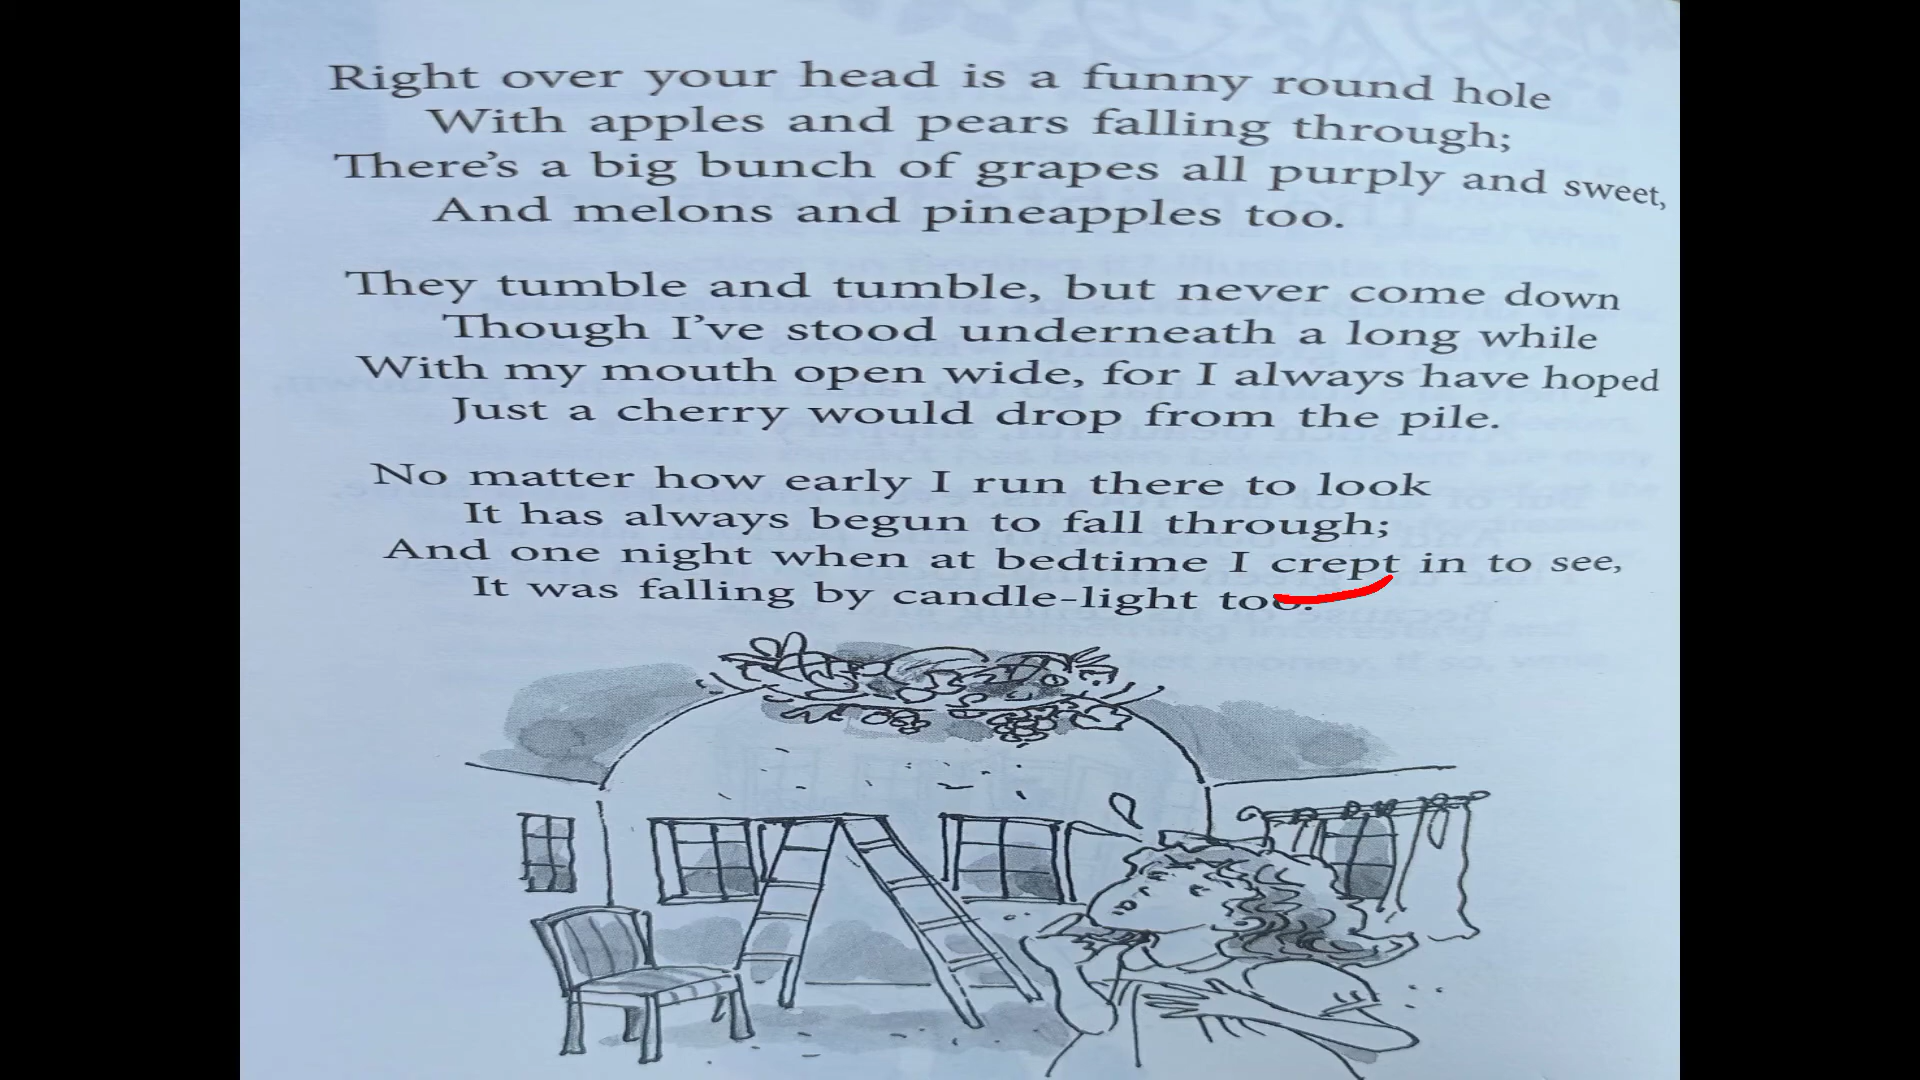 Right over your head is a funny round hole
With apples and pears falling through;
There's a big bunch of grapes all purply and sweet,
And melons and pineapples too.
They tumble and tumble, but never come down
Though I've stood underneath a long while
With my mouth open wide, for I always have hoped
Just a cherry would drop from the pile.
No matter how early I run there to look
It has always begun to fall through;
And one night when at bedtime I crept in to see,
It was falling by candle-light too.